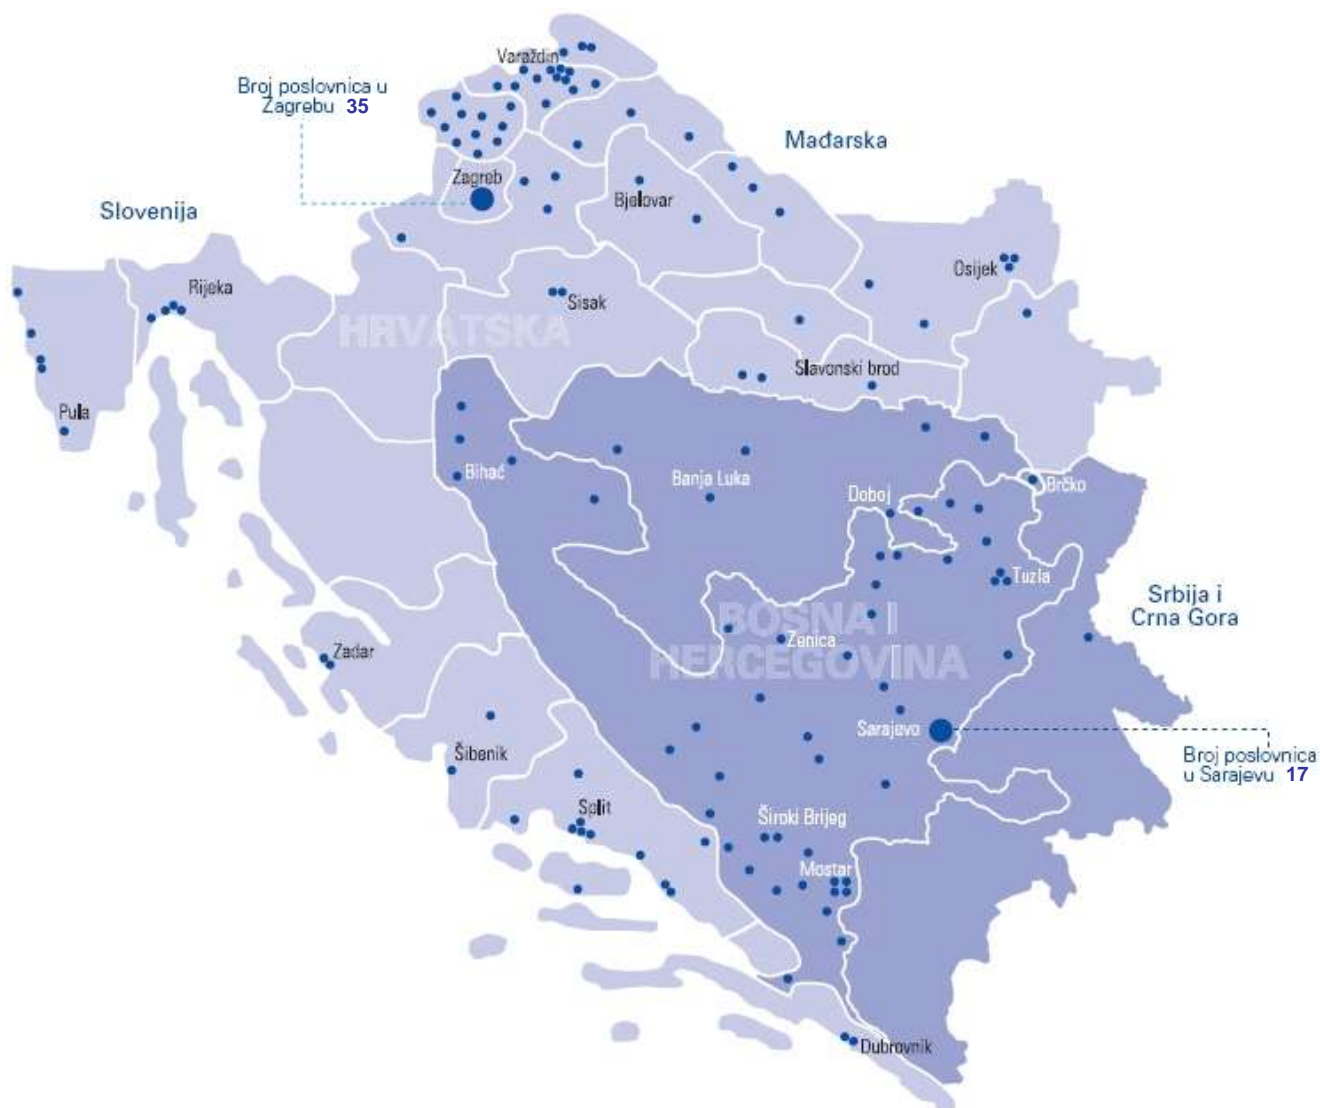 Varaždin
Broj poslovnica u
Zagrebu 35
Mađarska
Zagreb
Bjelovar
Slovenija
Osijek
Rijeka
Sisak
HRVATSKA
Slavonski brod
Pula
Bihać
Banja Luka
Doboj
Brčko
Tuzla
Srbija i
Crna Gora
BOSNA I
HERCEGOVINA
Zenica
Zadar
Sarajevo
Šibenik
Broj poslovnica
u Sarajevu 17
Split
Široki Brijeg
Mostar
Dubrovnik